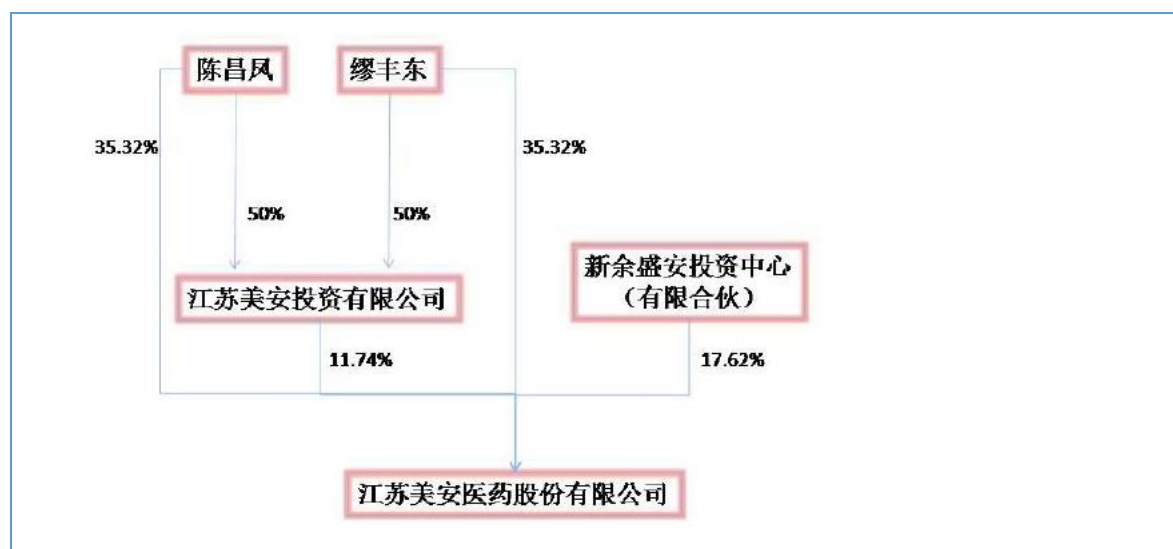 陈昌凤
缪丰东
35.32%
35.32%
50%
50%
新余盛安投资中心
（有限合伙）
江苏美安投资有限公司
11.74%
17.62%
江苏美安医药股份有限公司